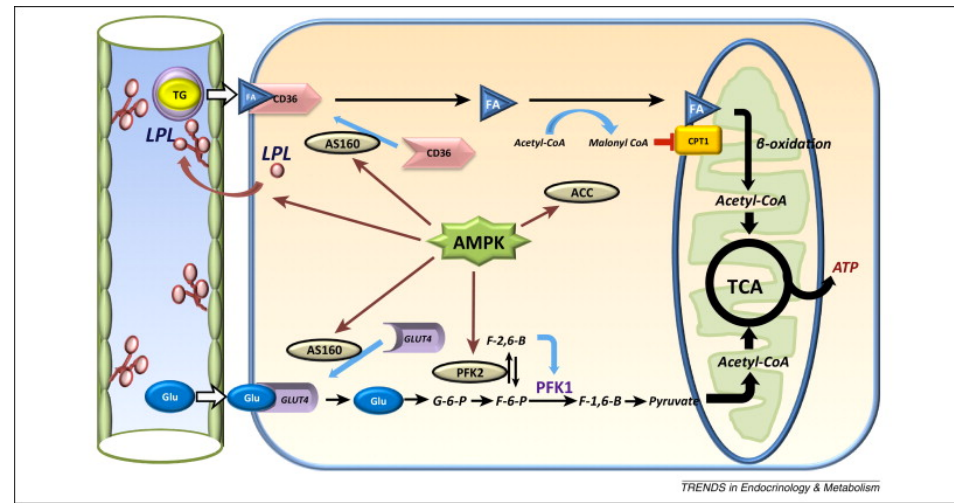 TG
FA
CD36
FA
FA
LPL
LPL
AS160
CD36
Acetyl-CoA
Malonyl CoA
CPT1
β-oxidation
ACC
Acetyl-CoA
AMPK
TCA
ATP
AS160
GLUT4
F-2,6-B
PFK2
PFK1
Acetyl-CoA
Glu
Glu
GLUT4
Glu
G-6-P
F-6-P
F-1,6-B
Pyruvate
TRENDS in Endocrinology & Metabolism